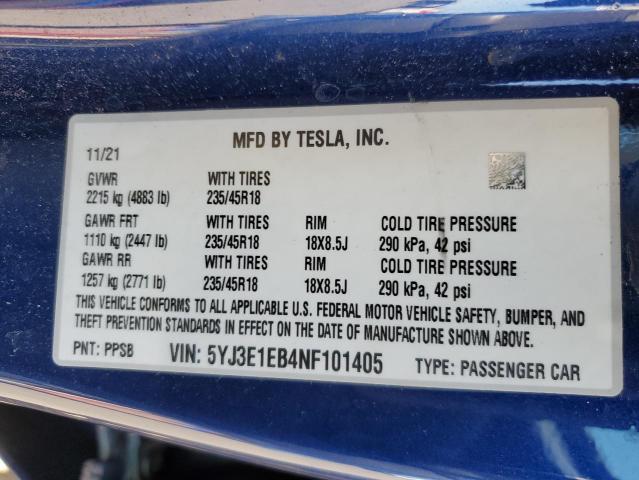 MFD BY TESLA, INC.
11/21
GVWR WITH TIRES
2215 kg (4883 lb) 235/45R18
GAWR FRT WITH TIRES RIM COLD TIRE PRESSURE
1110 kg (2447 lb) 235/45R18 18X8.5J 290 kPa, 42 psi
GAWR RR WITH TIRES RIM COLD TIRE PRESSURE
1257 kg (2771 lb) 235/45R18 18X8.5J 290 kPa, 42 psi
THIS VEHICLE CONFORMS TO ALL APPLICABLE U.S. FEDERAL MOTOR VEHICLE SAFETY, BUMPER, AND
THEFT PREVENTION STANDARDS IN EFFECT ON THE DATE OF MANUFACTURE SHOWN ABOVE.
PNT: PPSB VIN: 5YJ3E1EB4NF101405 TYPE: PASSENGER CAR